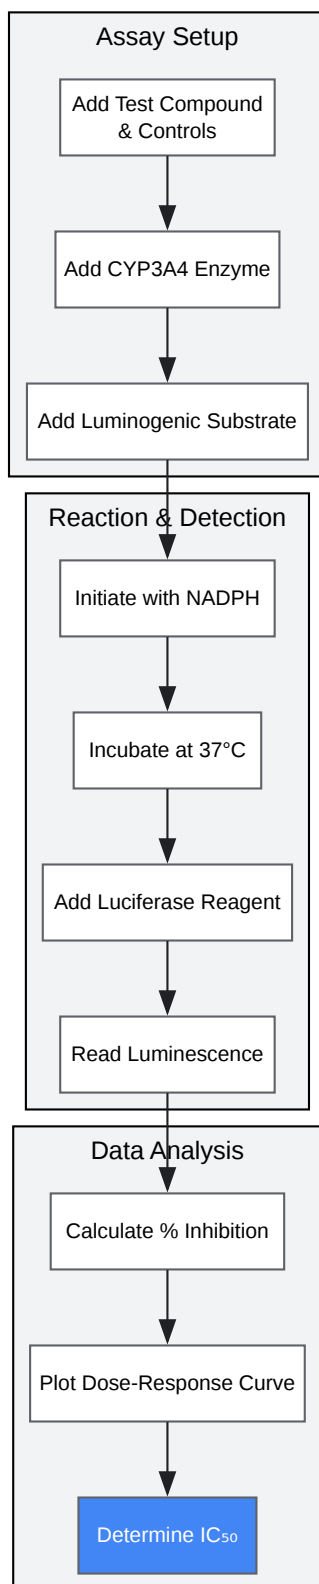 Assay Setup
Add Test Compound
& Controls
Add CYP3A4 Enzyme
Add Luminogenic Substrate
Reaction & Detection
Initiate with NADPH
Incubate at 37°C
Add Luciferase Reagent
Read Luminescence
Data Analysis
Calculate % Inhibition
Plot Dose-Response Curve
Determine IC₅₀